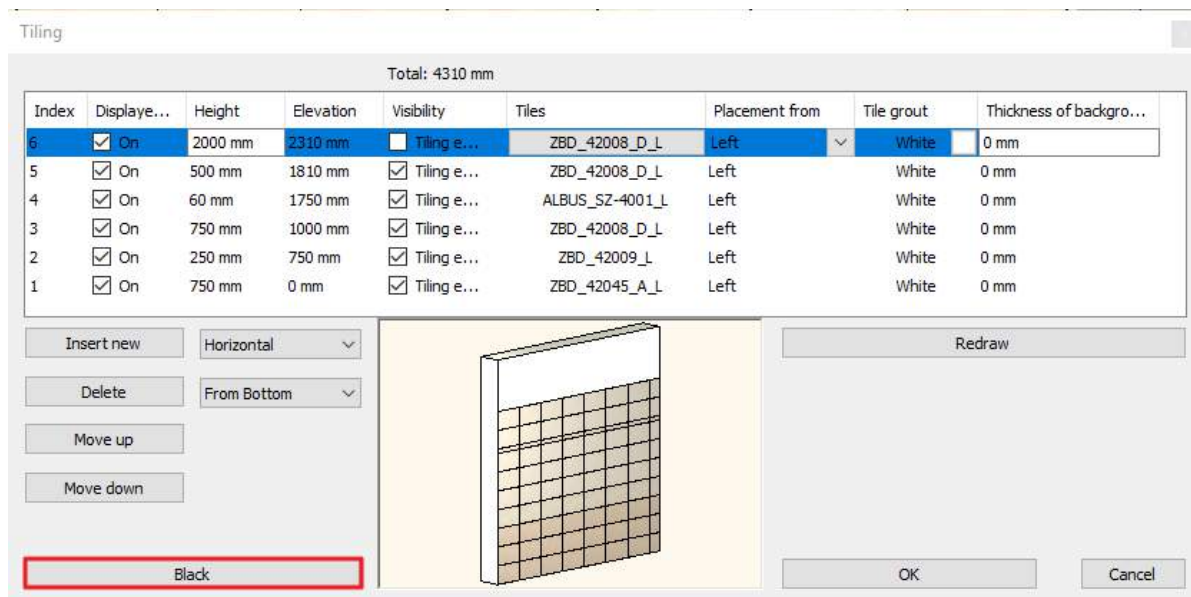 Tiling
Total: 4310 mm
Index Displaye... Height Elevation Visibility Tiles Placement from Tile grout Thickness of backgro...
6 On 2000 mm 2310 mm Tiling e... ZBD_42008_D_L Left White 0 mm
5 On 500 mm 1810 mm Tiling e... ZBD_42008_D_L Left White 0 mm
4 On 60 mm 1750 mm Tiling e... ALBUS_SZ-4001_L Left White 0 mm
3 On 750 mm 1000 mm Tiling e... ZBD_42008_D_L Left White 0 mm
2 On 250 mm 750 mm Tiling e... ZBD_42009_L Left White 0 mm
1 On 750 mm 0 mm Tiling e... ZBD_42045_A_L Left White 0 mm
Insert new Horizontal Redraw
Delete From Bottom
Move up
Move down
Black OK Cancel